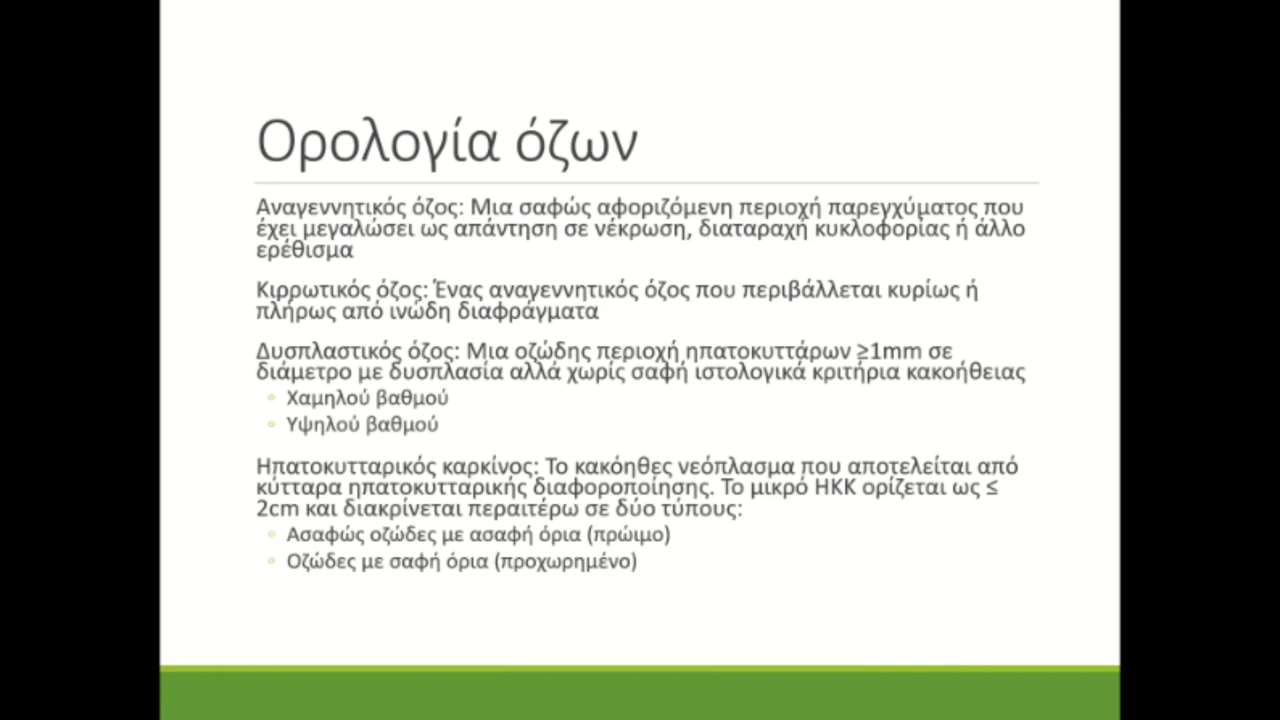 Ορολογία όζων
Αναγεννητικός όζος: Μια σαφώς αφοριζόμενη περιοχή παρεγχύματος που
έχει μεγαλώσει ως απάντηση σε νέκρωση, διαταραχή κυκλοφορίας ή άλλο
ερέθισμα
Κιρρωτικός όζος: Ένας αναγεννητικός όζος που περιβάλλεται κυρίως ή
πλήρως από ινώδη διαφράγματα
Δυσπλαστικός όζος: Μια οζώδης περιοχή ηπατοκυττάρων ≥1mm σε
διάμετρο με δυσπλασία αλλά χωρίς σαφή ιστολογικά κριτήρια κακοήθειας
◦ Χαμηλού βαθμού
◦ Υψηλού βαθμού
Ηπατοκυτταρικός καρκίνος: Το κακόηθες νεόπλασμα που αποτελείται από
κύτταρα ηπατοκυτταρικής διαφοροποίησης. Το μικρό ΗΚΚ ορίζεται ως ≤
2cm και διακρίνεται περαιτέρω σε δύο τύπους:
◦ Ασαφώς οζώδες με ασαφή όρια (πρώιμο)
◦ Οζώδες με σαφή όρια (προχωρημένο)